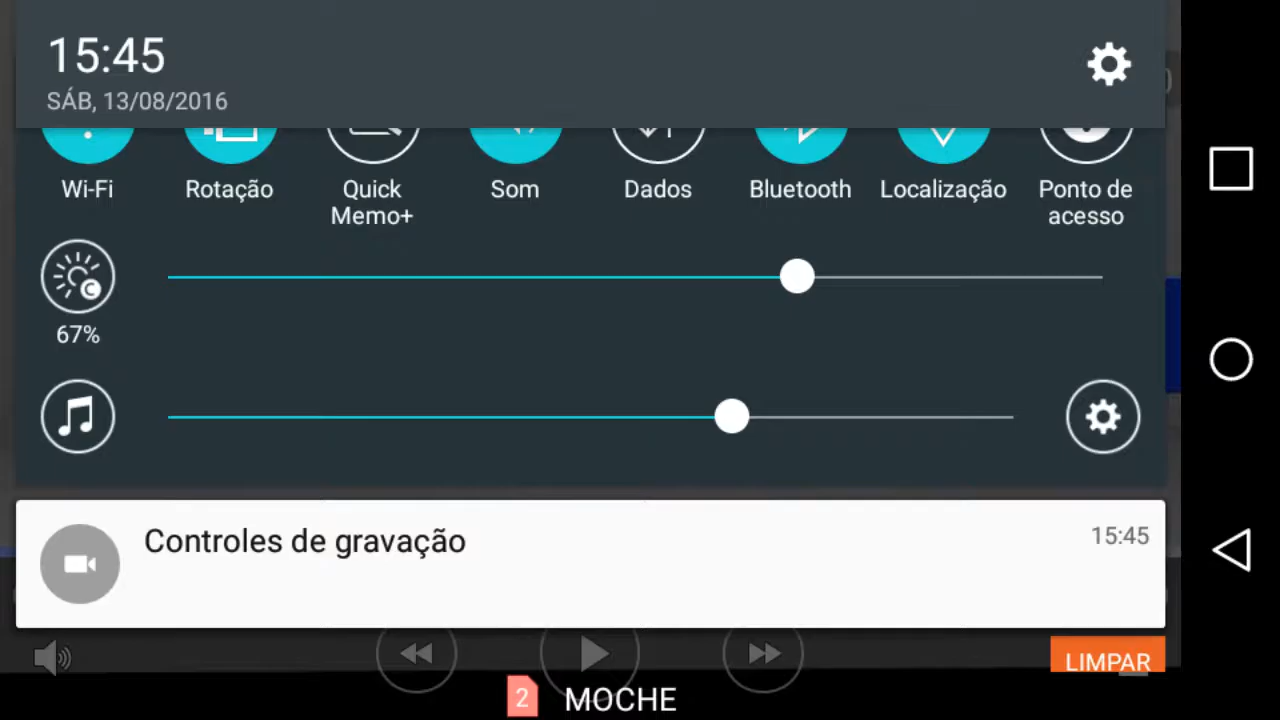 15:45
SÁB, 13/08/2016
Wi-Fi
Rotação
Quick
Memo+
Som
Dados
Bluetooth
Localização
Ponto de
acesso
67%
Controles de gravação
15:45
LIMPAR
2 MOCHE